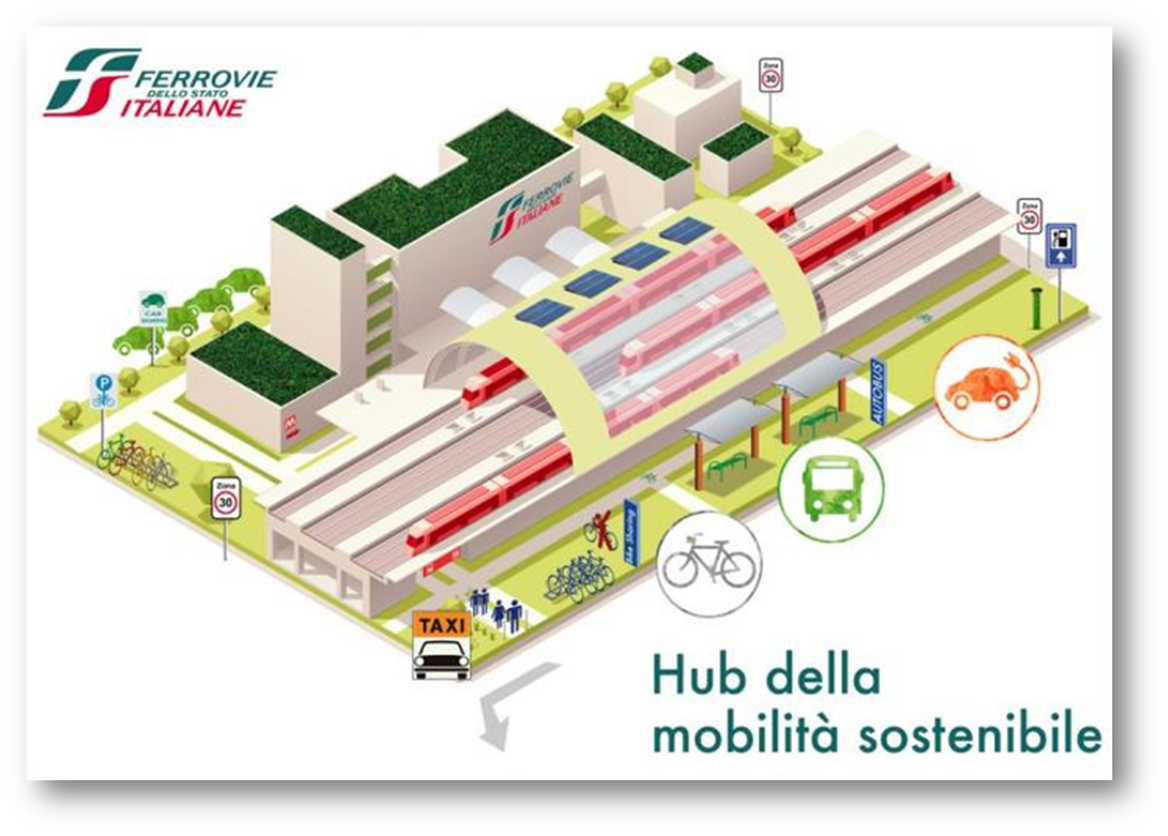 FERROVIE
DELLO STATO
ITALIANE
Zona
30
FERROVIE
ITALIANE
Zona
30
CAR
SHARING
P
AUTOBUS
M
Zona
30
Bike Sharing
TAXI
Hub della
mobilità sostenibile